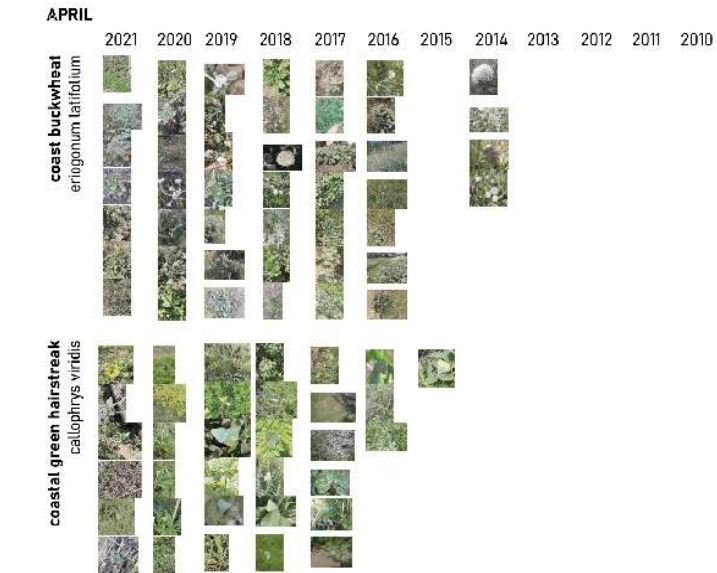 APRIL
2021 2020 2019 2018 2017 2016 2015 2014 2013 2012 2011 2010
coast buckwheat
eriogonum latifolium
coastal green hairstreak
callophrys viridis